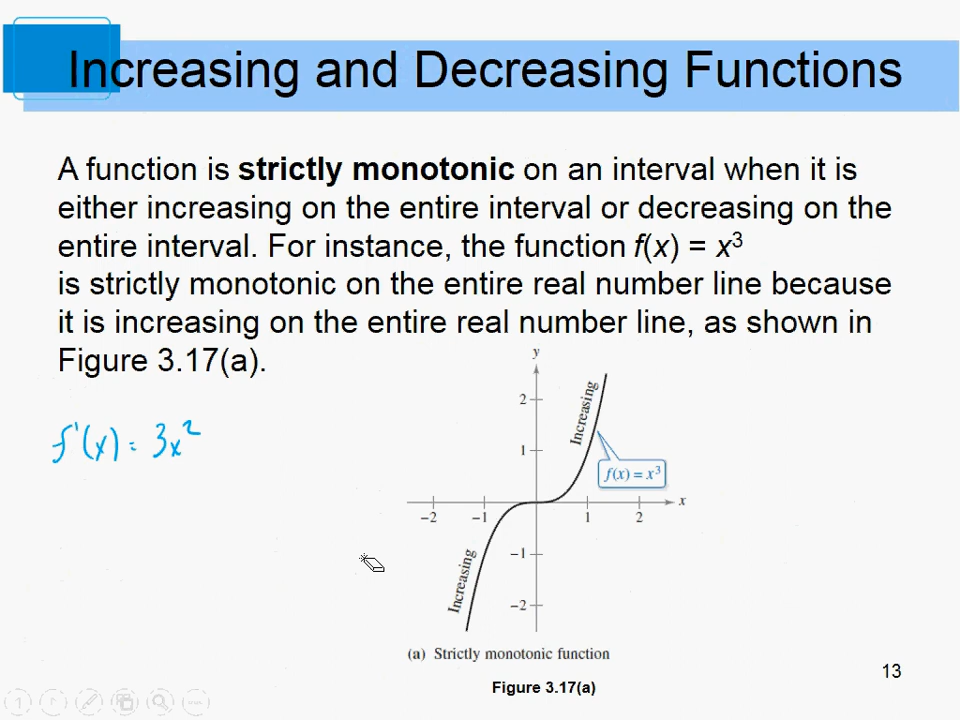 Increasing and Decreasing Functions
A function is strictly monotonic on an interval when it is
either increasing on the entire interval or decreasing on the
entire interval. For instance, the function f(x) = x³
is strictly monotonic on the entire real number line because
it is increasing on the entire real number line, as shown in
Figure 3.17(a).
f'(x) = 3x²
y
2
1
Increasing
f(x) = x³
x
−2 −1 1 2
−1
−2
Increasing
(a) Strictly monotonic function
Figure 3.17(a)
13